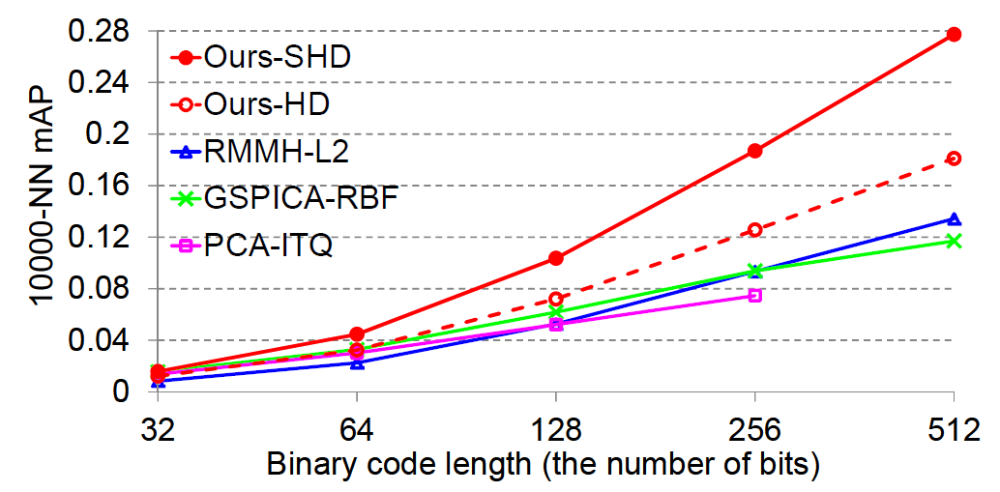 0.28
0.24
0.2
0.16
0.12
0.08
0.04
0
10000-NN mAP
Ours-SHD
Ours-HD
RMMH-L2
GSPICA-RBF
PCA-ITQ
32 64 128 256 512
Binary code length (the number of bits)